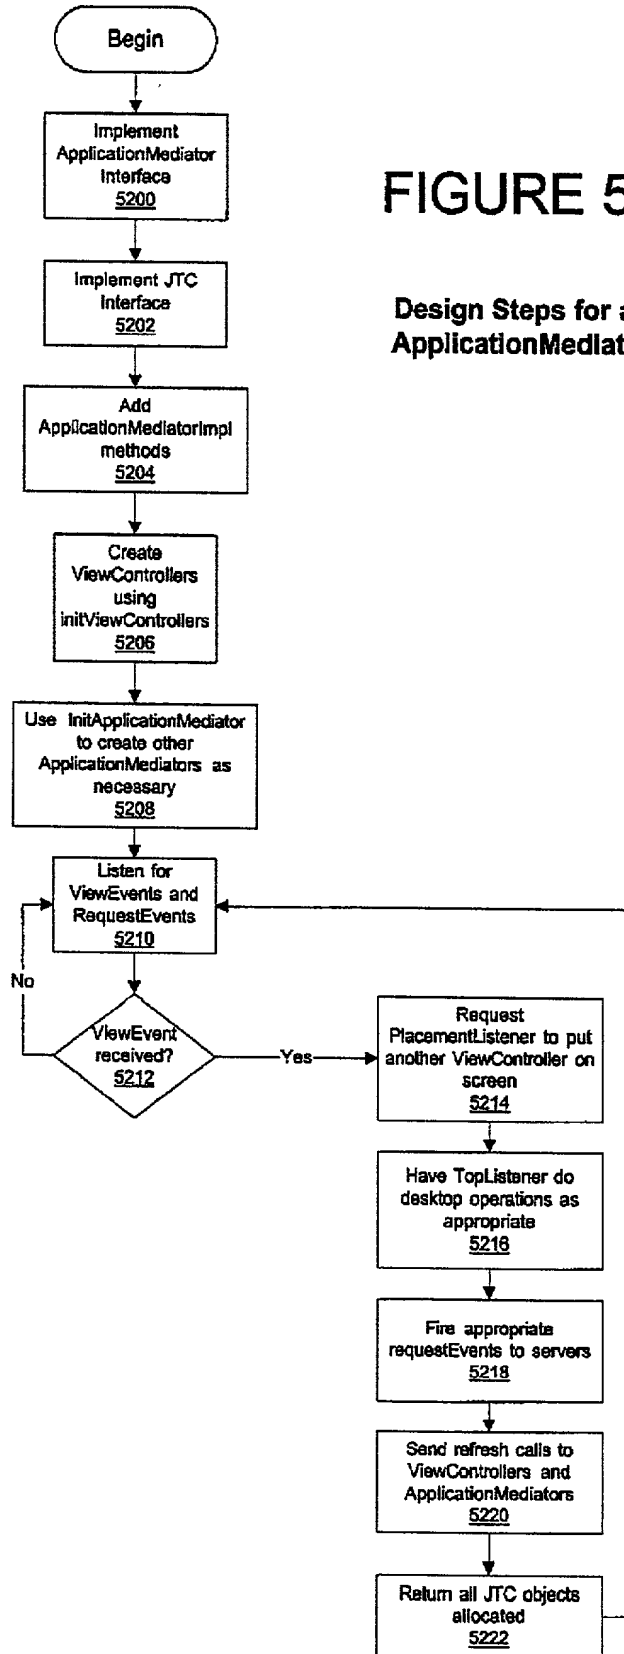 Begin
Implement
ApplicationMediator
Interface
5200
FIGURE 5
Implement JTC
Interface
5202
Design Steps for a
ApplicationMediat
Add
ApplicationMediatorImpl
methods
5204
Create
ViewControllers
using
initViewControllers
5206
Use InitApplicationMediator
to create other
ApplicationMediators as
necessary
5208
Listen for
ViewEvents and
RequestEvents
5210
No
ViewEvent
received?
5212
Yes
Request
PlacementListener to put
another ViewController on
screen
5214
Have TopListener do
desktop operations as
appropriate
5216
Fire appropriate
requestEvents to servers
5218
Send refresh calls to
ViewControllers and
ApplicationMediators
5220
Return all JTC objects
allocated
5222